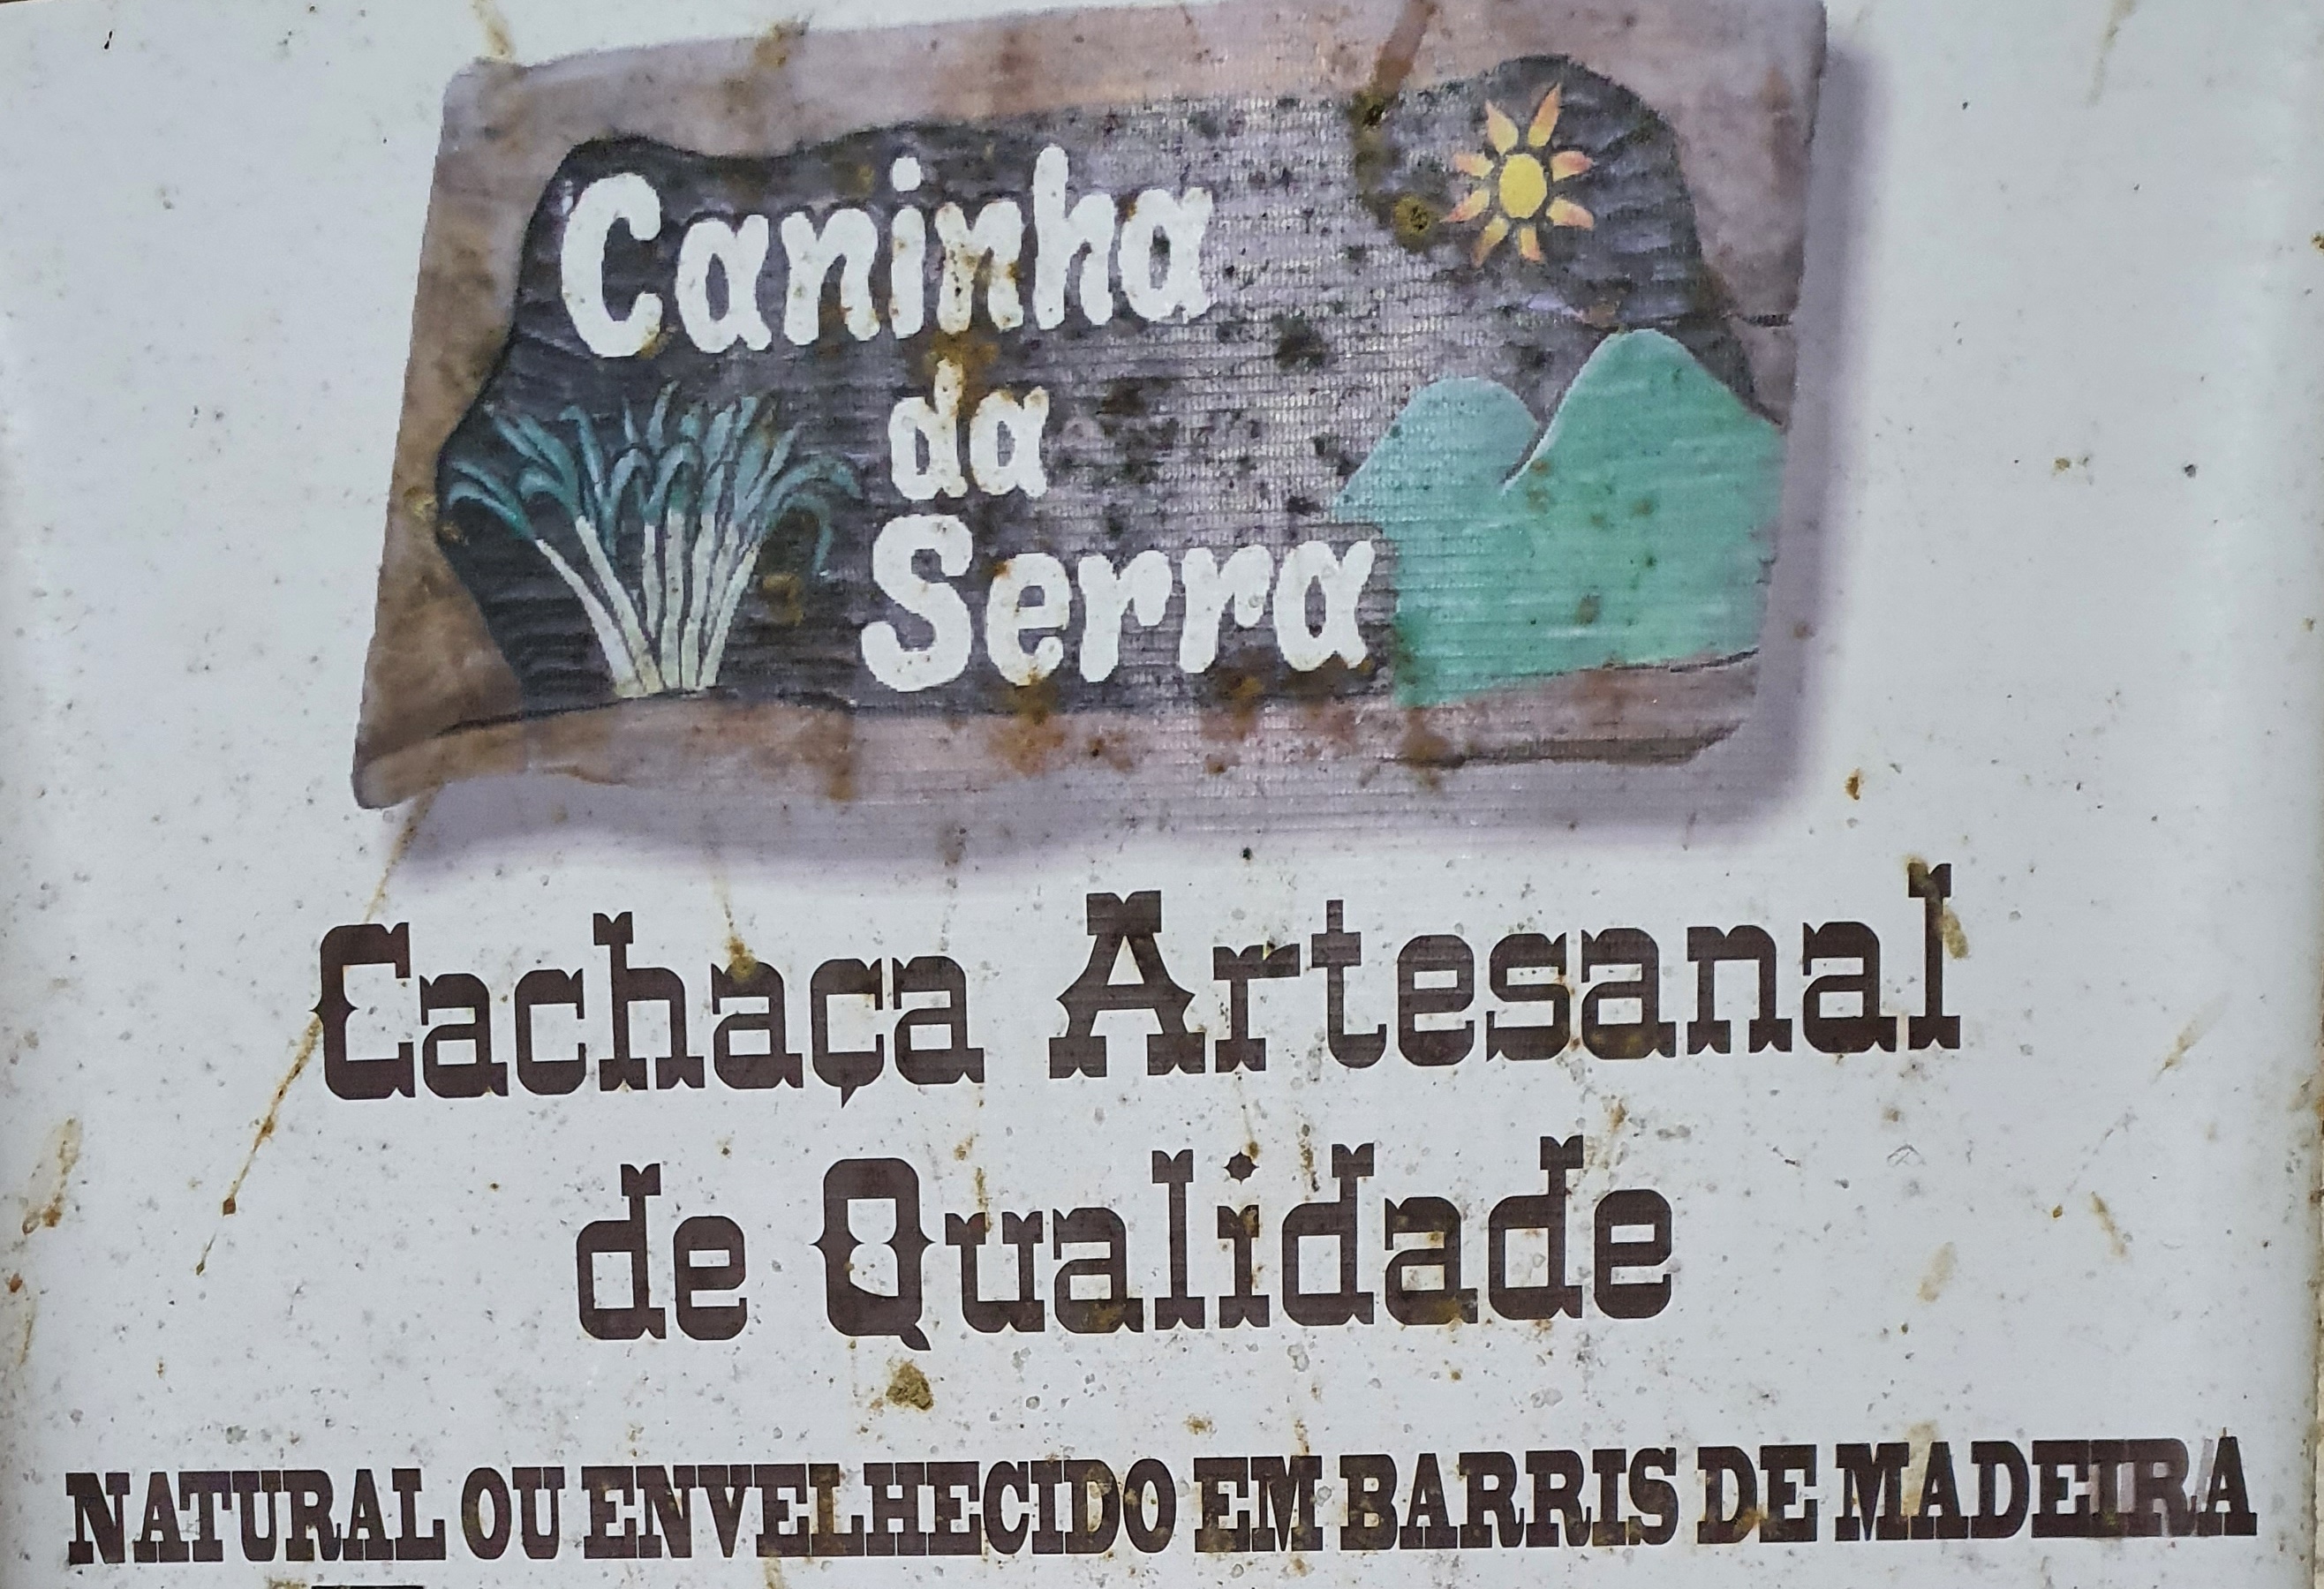 Caninha
da
Serra
Cachaça Artesanal
de Qualidade
NATURAL OU ENVELHECIDO EM BARRIS DE MADEIRA